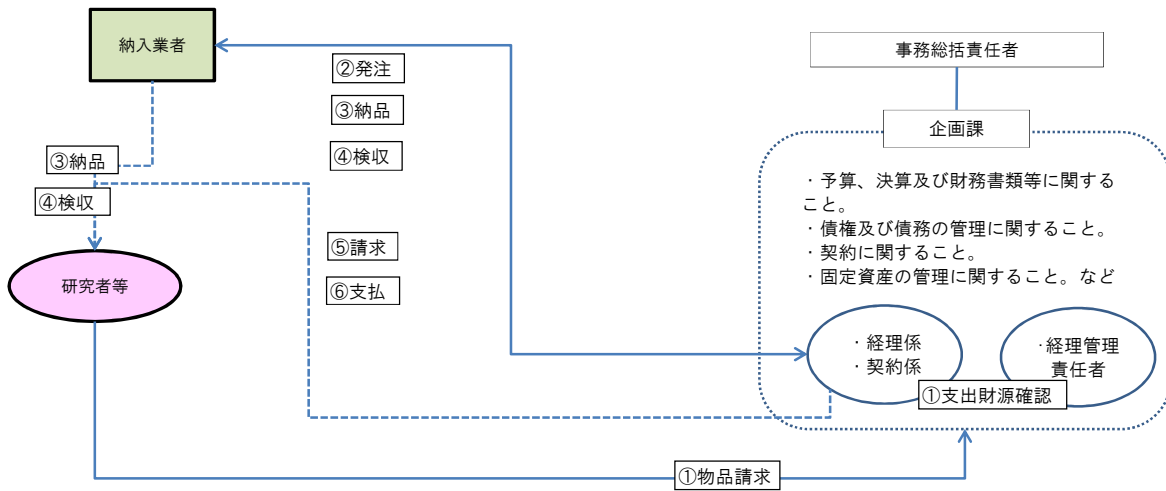 納入業者
②発注
③納品
④検収
⑤請求
⑥支払
③納品
④検収
研究者等
事務総括責任者
企画課
・予算、決算及び財務書類等に関する
こと。
・債権及び債務の管理に関すること。
・契約に関すること。
・固定資産の管理に関すること。など
・経理係
・契約係
・経理管理
責任者
①支出財源確認
①物品請求